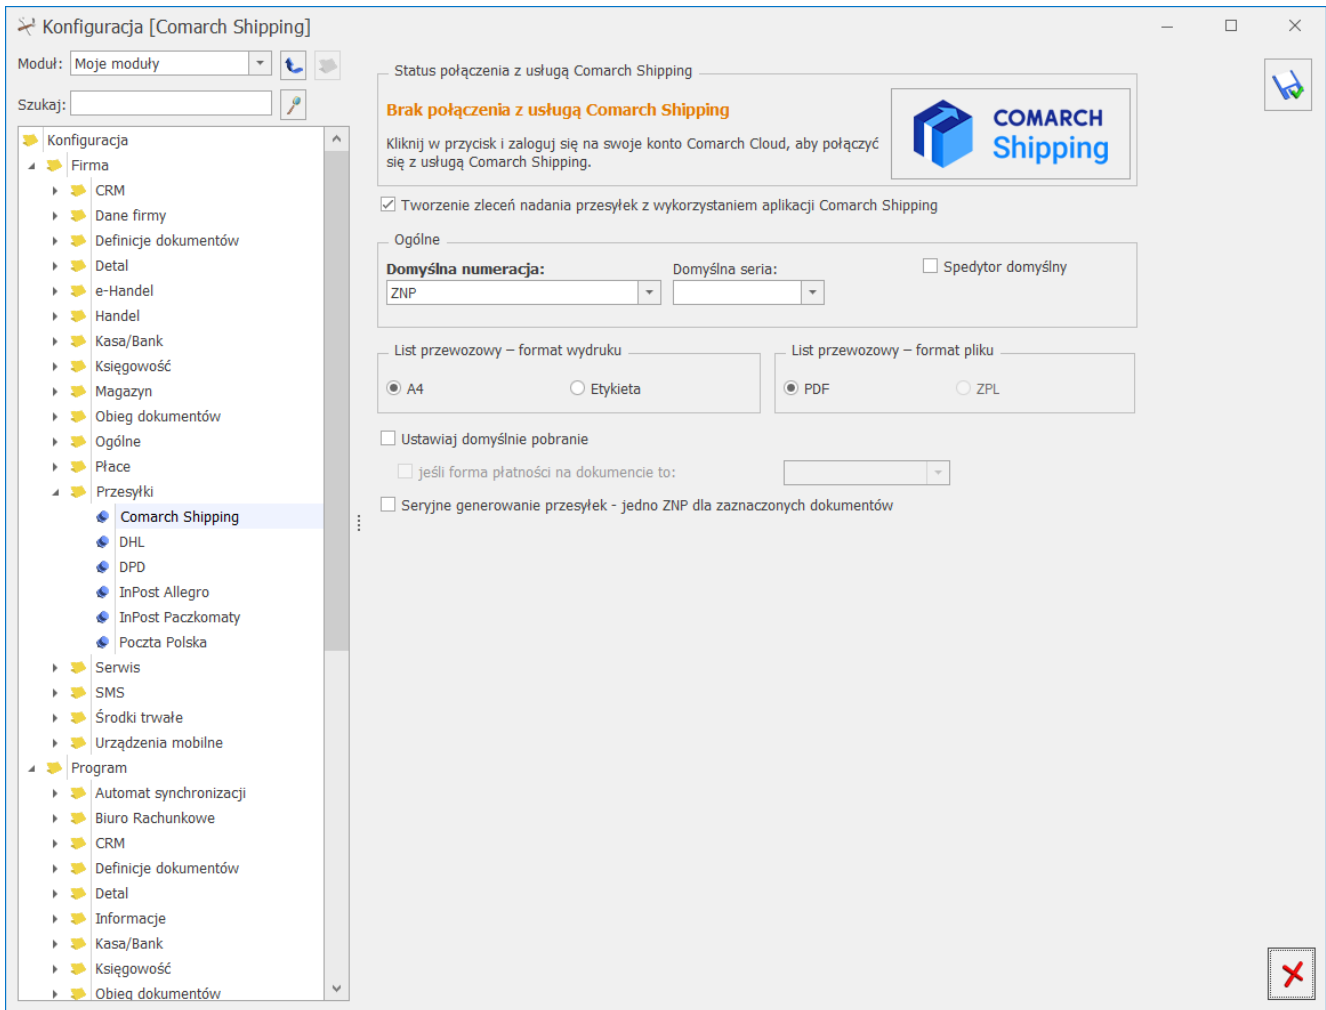 Konfiguracja [Comarch Shipping]
Moduł: Moje moduły
Szukaj:
Konfiguracja
Firma
CRM
Dane firmy
Definicje dokumentów
Detal
e-Handel
Handel
Kasa/Bank
Księgowość
Magazyn
Obieg dokumentów
Ogólne
Płace
Przesyłki
Comarch Shipping
DHL
DPD
InPost Allegro
InPost Paczkomaty
Poczta Polska
Serwis
SMS
Środki trwałe
Urządzenia mobilne
Program
Automat synchronizacji
Biuro Rachunkowe
CRM
Definicje dokumentów
Detal
Informacje
Kasa/Bank
Księgowość
Obieg dokumentów
Status połączenia z usługą Comarch Shipping
Brak połączenia z usługą Comarch Shipping
Kliknij w przycisk i zaloguj się na swoje konto Comarch Cloud, aby połączyć
się z usługą Comarch Shipping.
COMARCH
Shipping
Tworzenie zleceń nadania przesyłek z wykorzystaniem aplikacji Comarch Shipping
Ogólne
Domyślna numeracja: Domyślna seria: Spedytor domyślny
ZNP
List przewozowy – format wydruku
A4 Etykieta
List przewozowy – format pliku
PDF ZPL
Ustawiaj domyślnie pobranie
jeśli forma płatności na dokumencie to:
Seryjne generowanie przesyłek - jedno ZNP dla zaznaczonych dokumentów